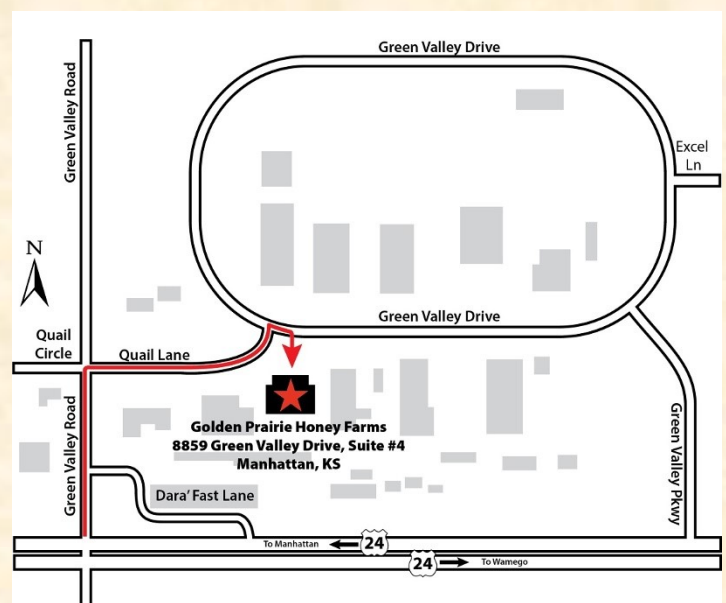 Green Valley Drive
Green Valley Road
Excel
Ln
N
Green Valley Drive
Quail
Circle
Quail Lane
Golden Prairie Honey Farms
8859 Green Valley Drive, Suite #4
Manhattan, KS
Green Valley Road
Green Valley Pkwy
Dara' Fast Lane
To Manhattan
24
24
To Wamego